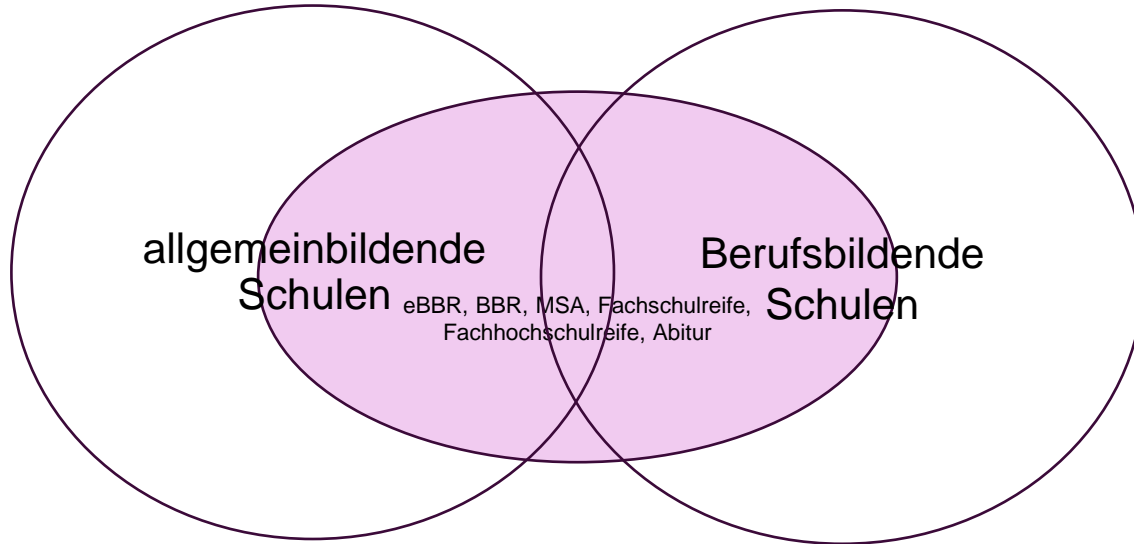 allgemeinbildende
Schulen
Berufsbildende
Schulen
eBBR, BBR, MSA, Fachschulreife,
Fachhochschulreife, Abitur